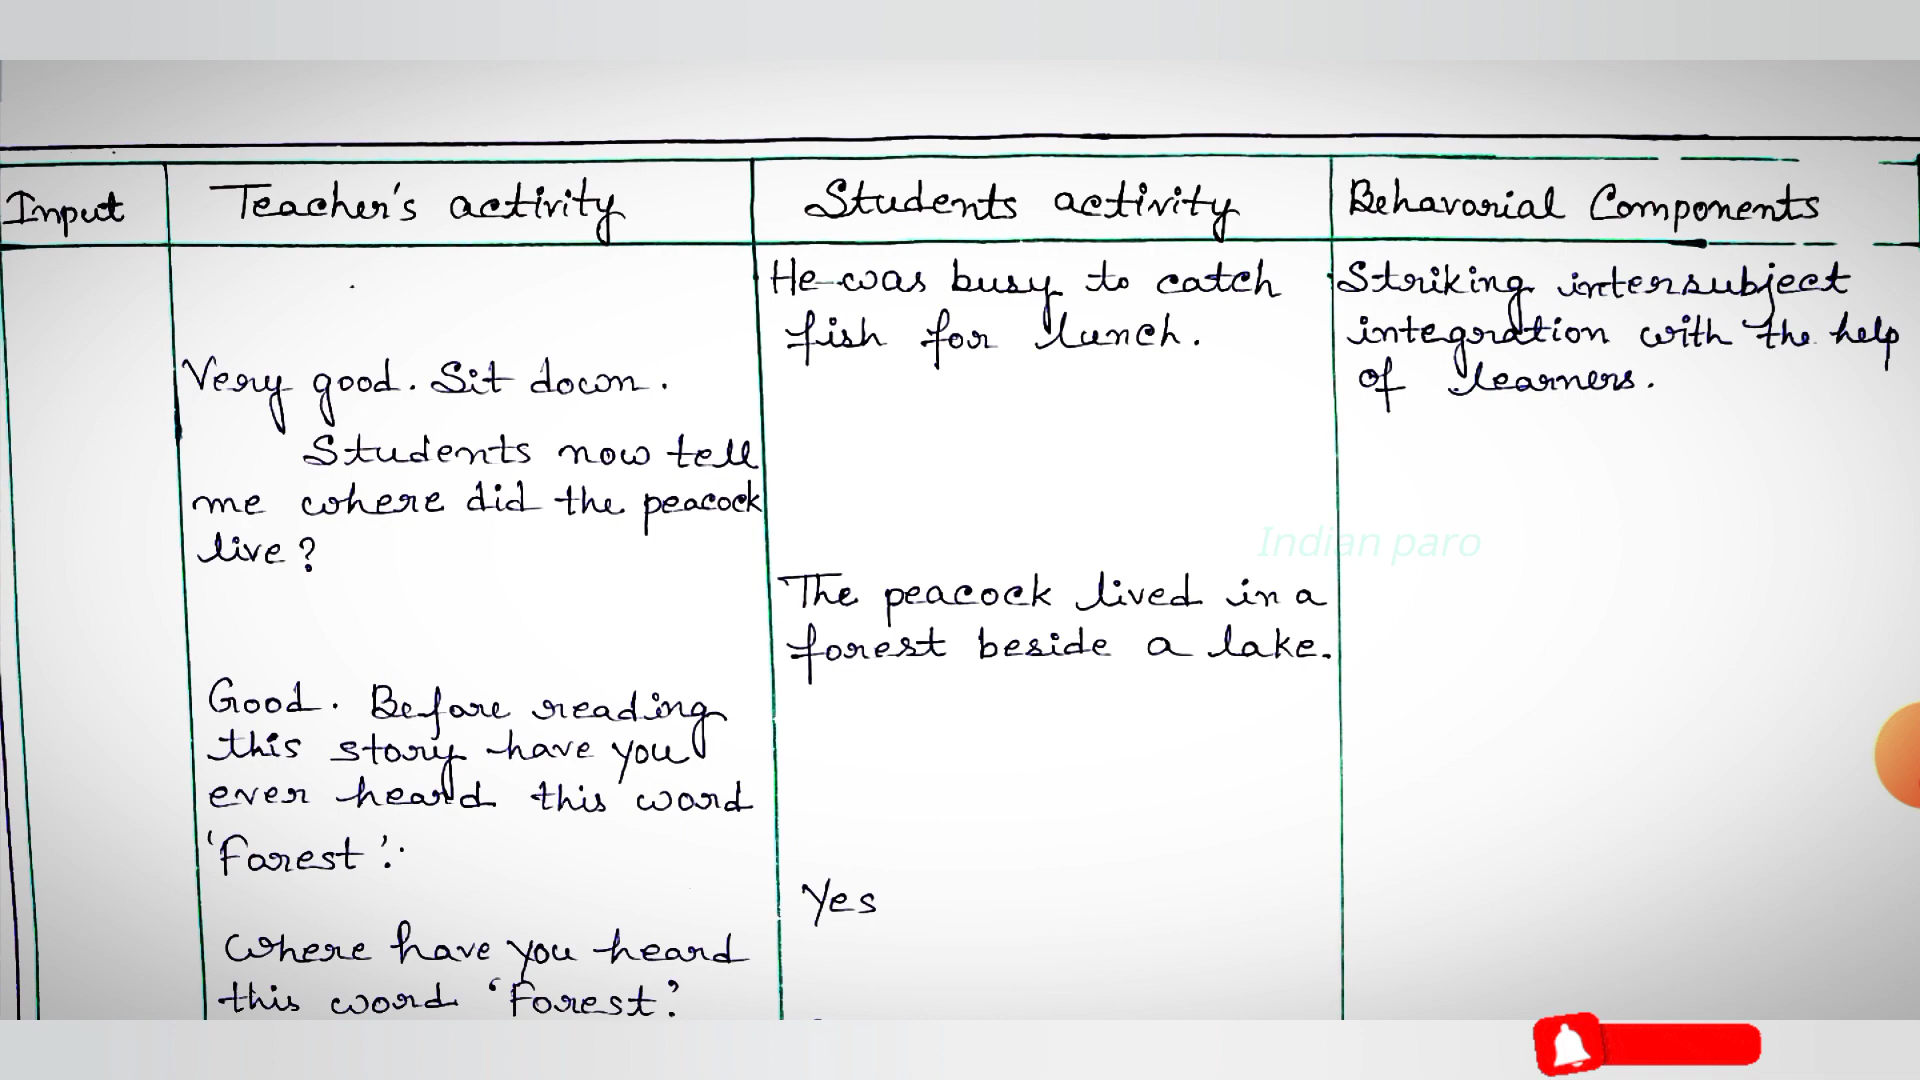 Input
Teacher's activity
Students activity
Behavorial Components
He was busy to catch
fish for lunch.
Striking intersubject
integration with the help
of learners.
Very good. Sit down.
Students now tell
me where did the peacock
live?
The peacock lived in a
forest beside a lake.
Good. Before reading
this story have you
ever heard this word
'Forest'.
Yes
Where have you heard
this word 'Forest'.
Indian paro